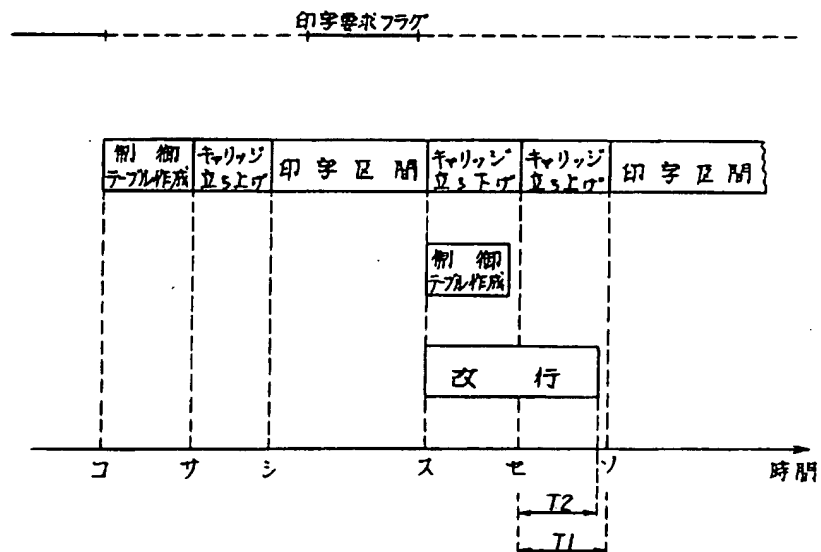 印字要求フラグ
制御
テーブル作成
キャリッジ
立ち上げ
印字区間
キャリッジ
立ち下げ
キャリッジ
立ち上げ
印字区間
制御
テーブル作成
改行
コ
サ
シ
ス
セ
ソ
時間
T2
T1